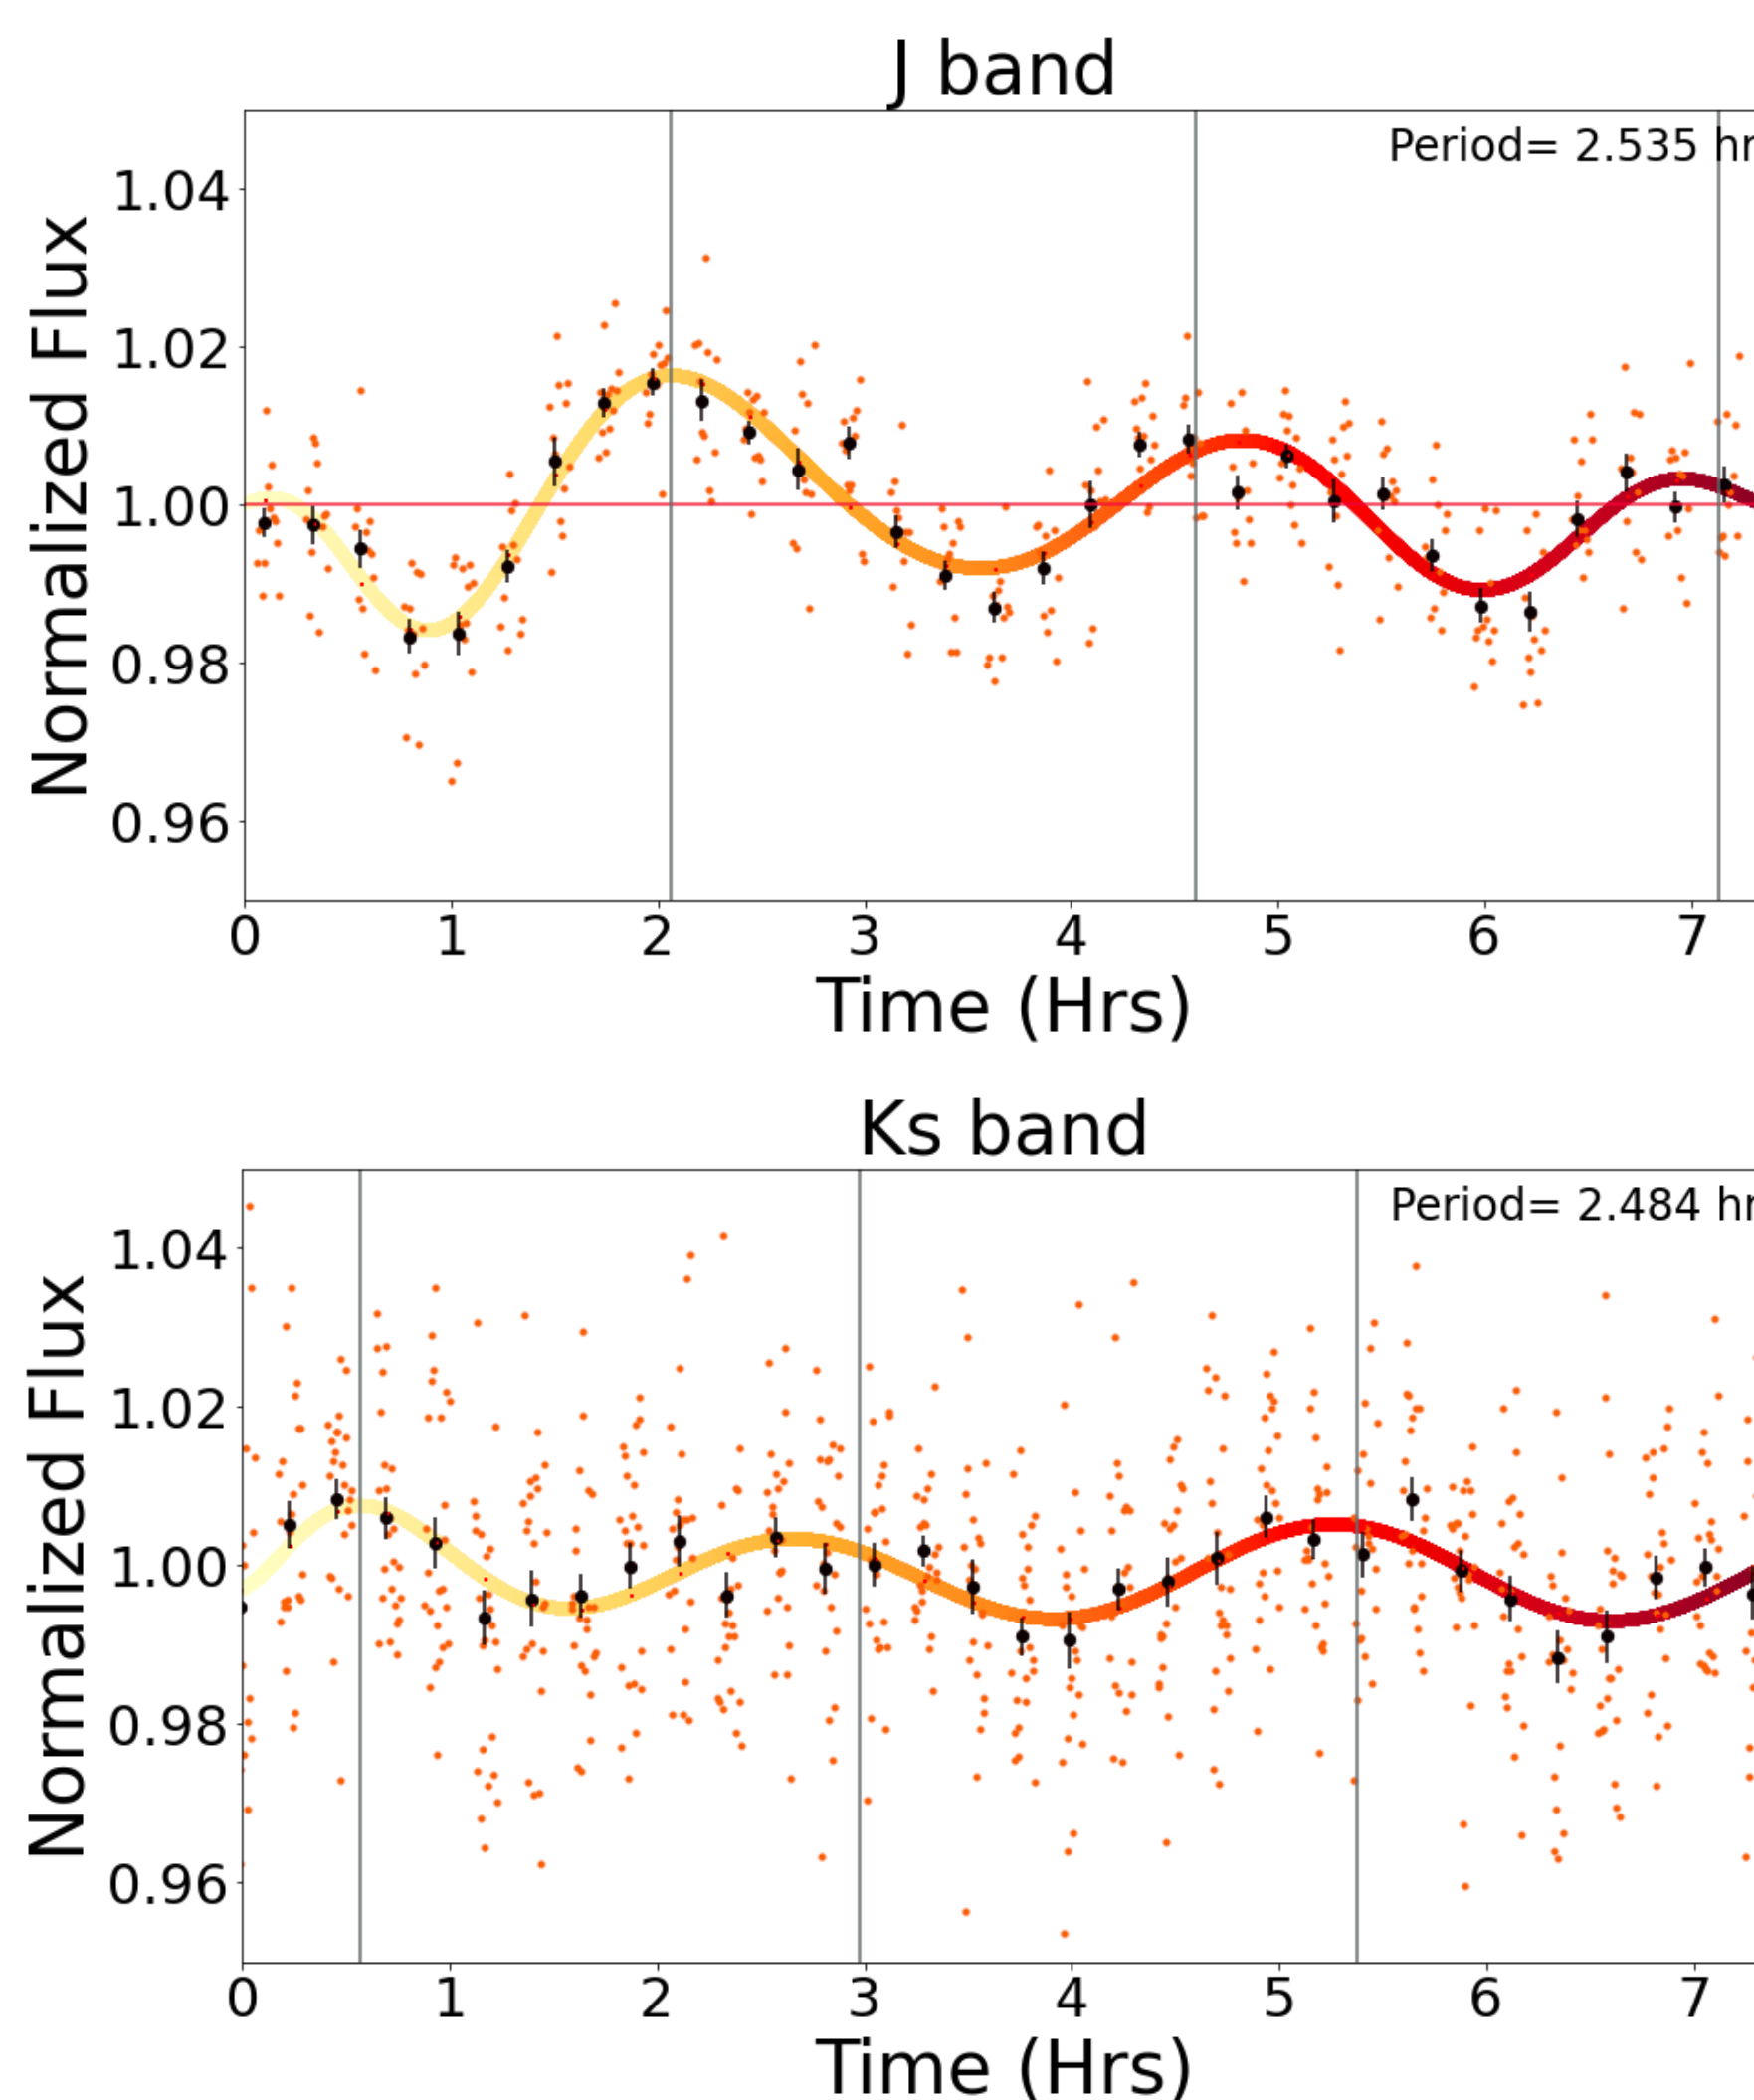 J band
Period= 2.535 hr
Normalized Flux
1.04
1.02
1.00
0.98
0.96
0 1 2 3 4 5 6 7
Time (Hrs)
Ks band
Period= 2.484 hr
Normalized Flux
1.04
1.02
1.00
0.98
0.96
0 1 2 3 4 5 6 7
Time (Hrs)